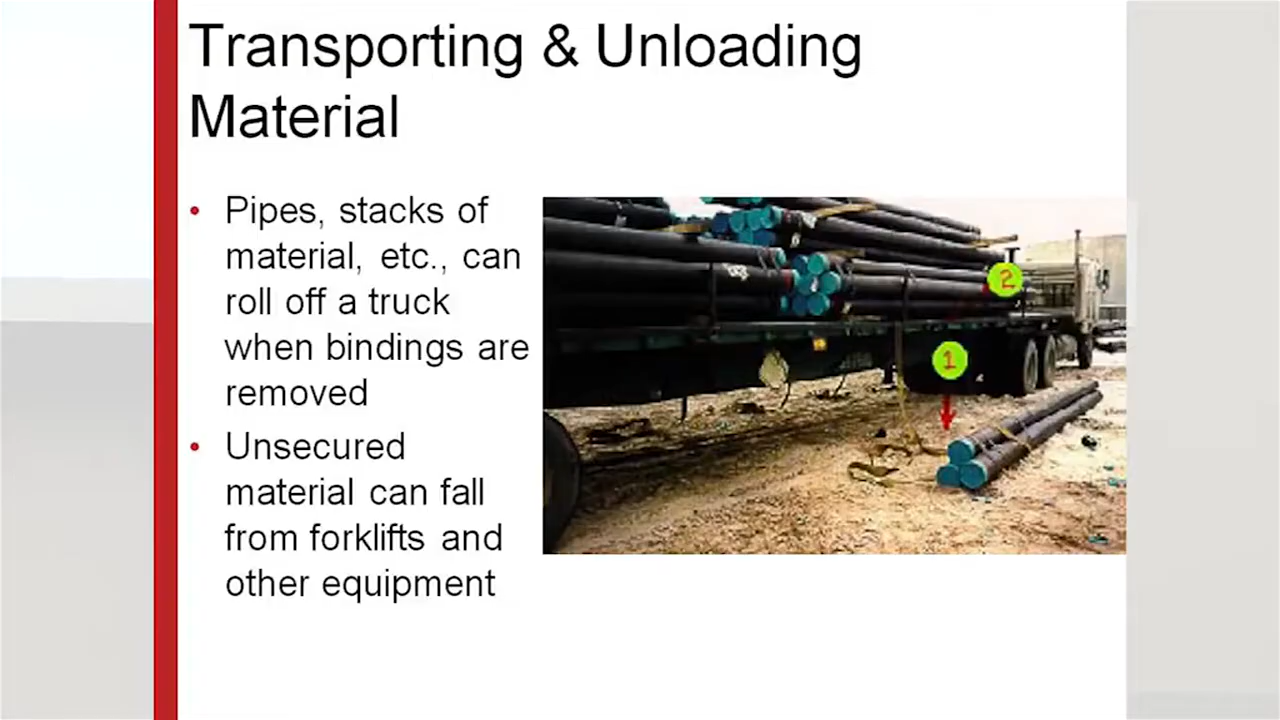 Transporting & Unloading
Material
• Pipes, stacks of
material, etc., can
roll off a truck
when bindings are
removed
• Unsecured
material can fall
from forklifts and
other equipment
2
1